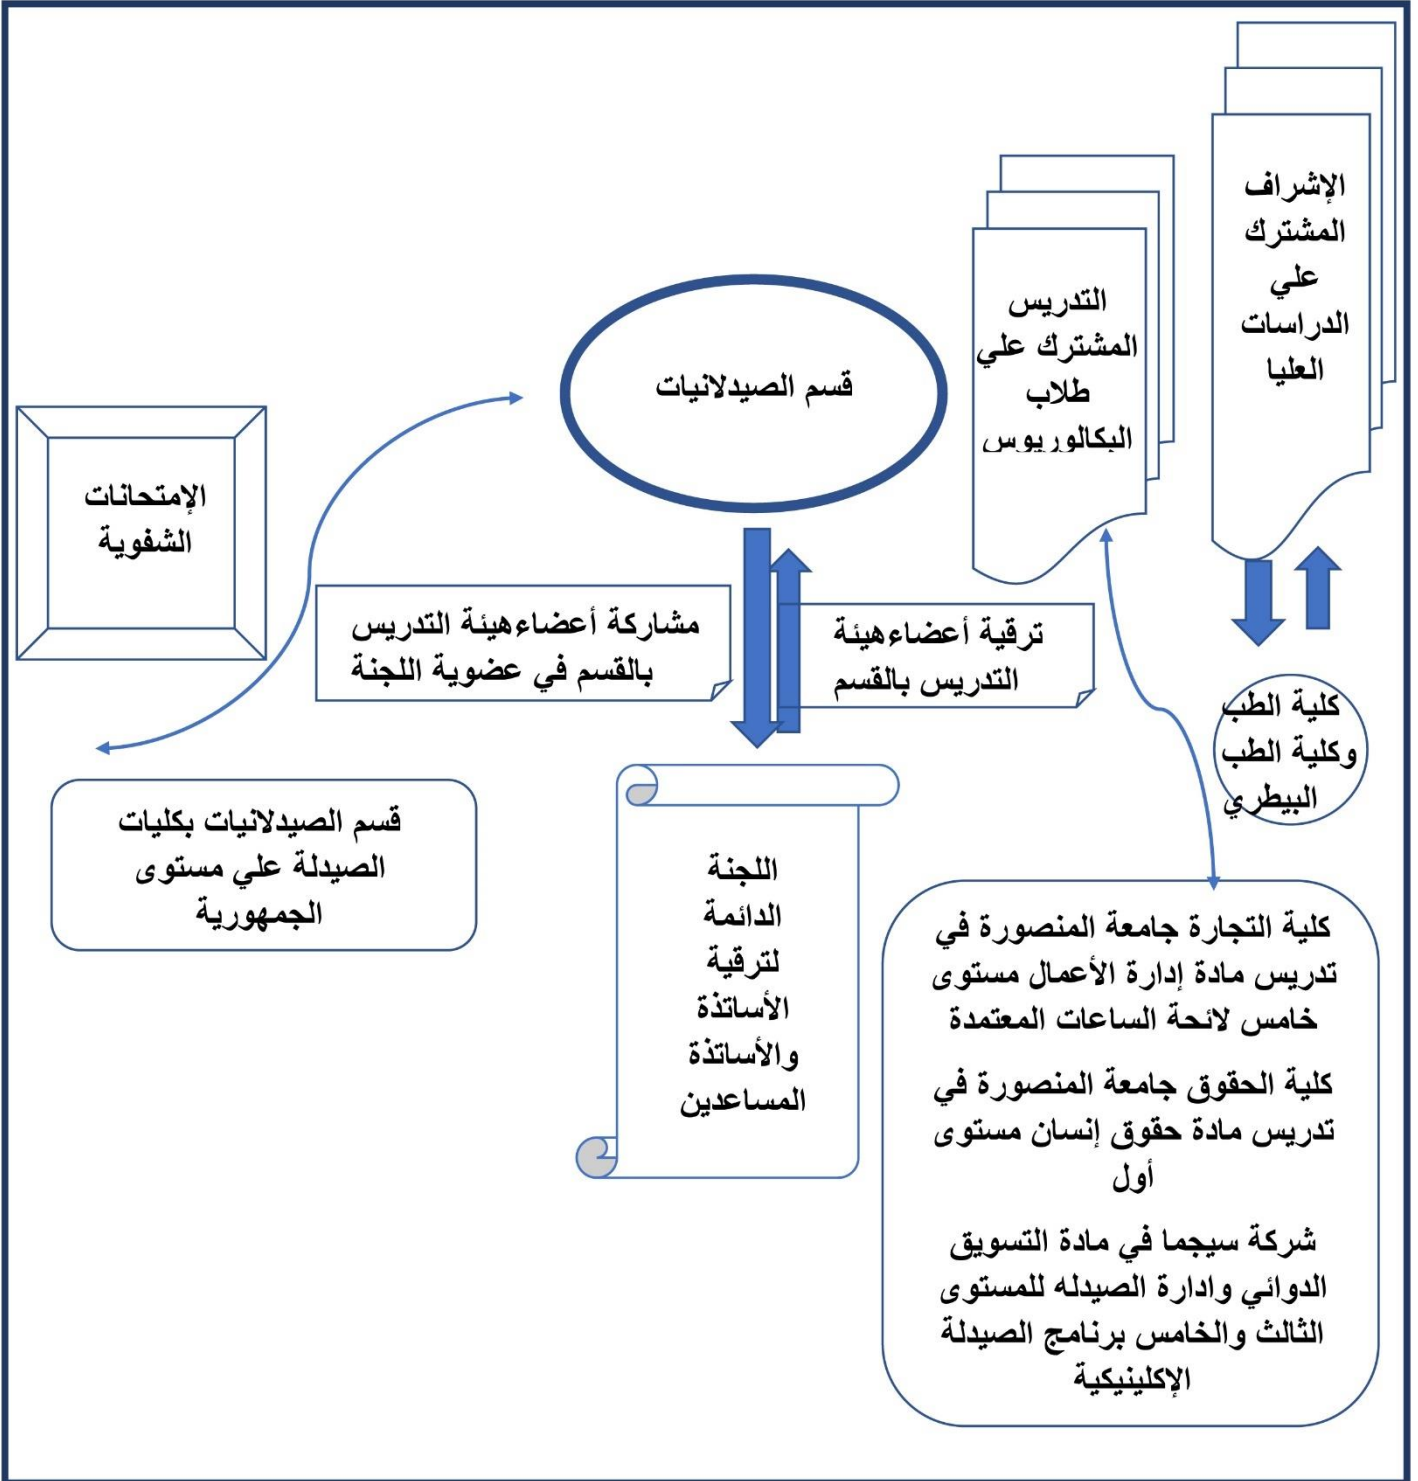 الإشراف
المشترك
علي
الدراسات
العليا
التدريس
المشترك علي
طلاب
البكالوريوس
قسم الصيدلانيات
الإمتحانات
الشفوية
ترقية أعضاءهيئة
التدريس بالقسم
مشاركة أعضاءهيئة التدريس
بالقسم في عضوية اللجنة
كلية الطب
وكلية الطب
البيطري
قسم الصيدلانيات بكليات
الصيدلة علي مستوى
الجمهورية
اللجنة
الدائمة
لترقية
الأساتذة
والأساتذة
المساعدين
كلية التجارة جامعة المنصورة في
تدريس مادة إدارة الأعمال مستوى
خامس لائحة الساعات المعتمدة
كلية الحقوق جامعة المنصورة في
تدريس مادة حقوق إنسان مستوى
أول
شركة سيجما في مادة التسويق
الدوائي وادارة الصيدله للمستوى
الثالث والخامس برنامج الصيدلة
الإكلينيكية